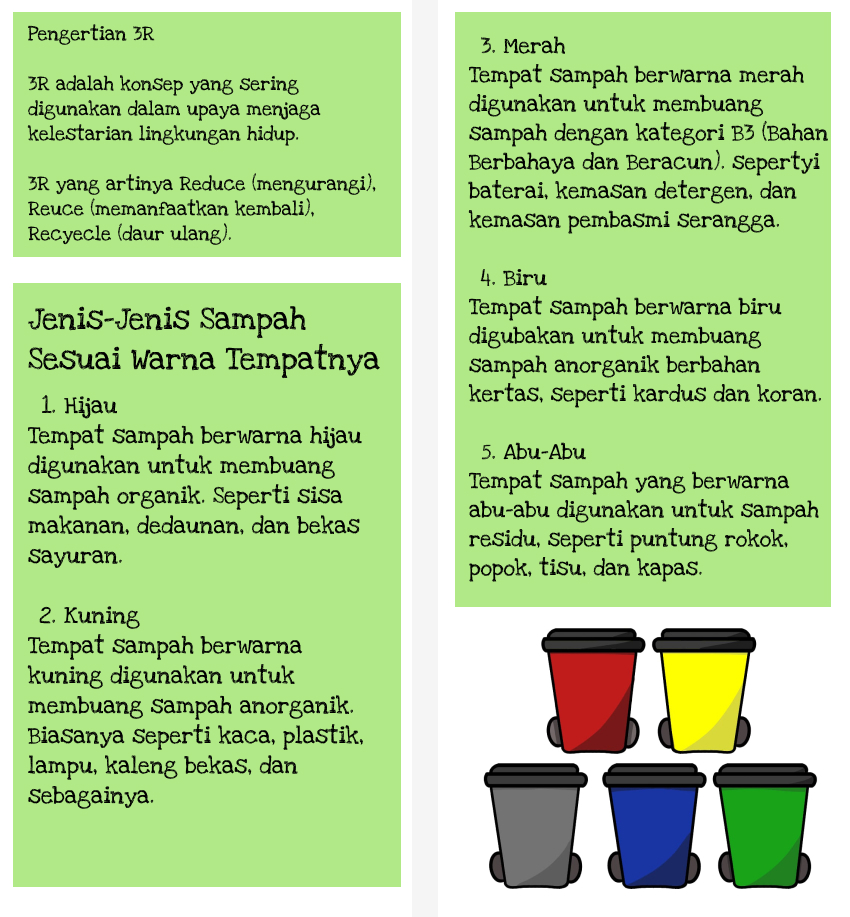 Pengertian 3R
3R adalah konsep yang sering
digunakan dalam upaya menjaga
kelestarian lingkungan hidup.
3R yang artinya Reduce (mengurangi),
Reuce (memanfaatkan kembali),
Recyecle (daur ulang).
Jenis-Jenis Sampah
Sesuai Warna Tempatnya
1. Hijau
Tempat sampah berwarna hijau
digunakan untuk membuang
sampah organik. Seperti sisa
makanan, dedaunan, dan bekas
sayuran.
2. Kuning
Tempat sampah berwarna
kuning digunakan untuk
membuang sampah anorganik.
Biasanya seperti kaca, plastik,
lampu, kaleng bekas, dan
sebagainya.
3. Merah
Tempat sampah berwarna merah
digunakan untuk membuang
sampah dengan kategori B3 (Bahan
Berbahaya dan Beracun). sepertyi
baterai, kemasan detergen, dan
kemasan pembasmi serangga.
4. Biru
Tempat sampah berwarna biru
digubakan untuk membuang
sampah anorganik berbahan
kertas, seperti kardus dan koran.
5. Abu-Abu
Tempat sampah yang berwarna
abu-abu digunakan untuk sampah
residu, seperti puntung rokok,
popok, tisu, dan kapas.